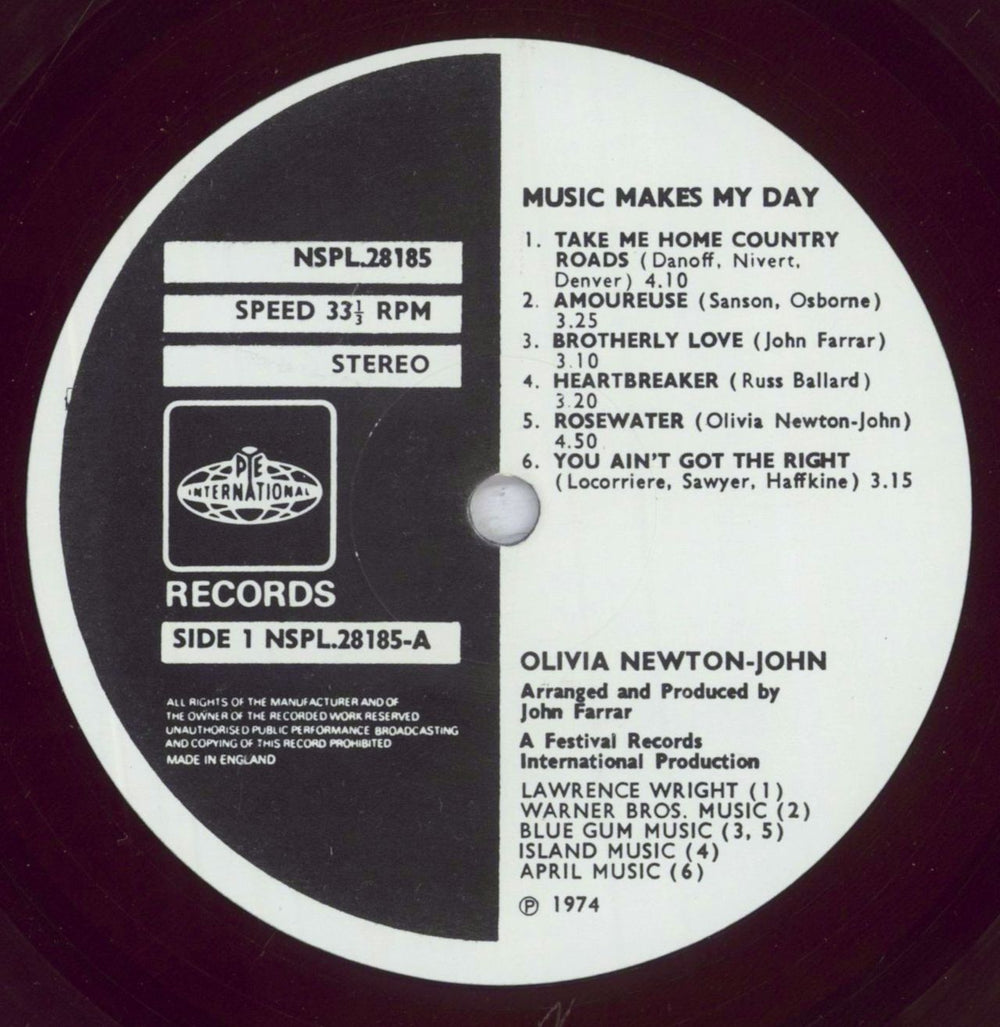 NSPL.28185
SPEED 33⅓ RPM
STEREO
PYE
INTERNATIONAL
RECORDS
SIDE 1 NSPL.28185-A
ALL RIGHTS OF THE MANUFACTURER AND OF
THE OWNER OF THE RECORDED WORK RESERVED
UNAUTHORISED PUBLIC PERFORMANCE BROADCASTING
AND COPYING OF THIS RECORD PROHIBITED
MADE IN ENGLAND
MUSIC MAKES MY DAY
1. TAKE ME HOME COUNTRY
ROADS (Danoff, Nivert,
Denver) 4.10
2. AMOUREUSE (Sanson, Osborne)
3.25
3. BROTHERLY LOVE (John Farrar)
3.10
4. HEARTBREAKER (Russ Ballard)
3.20
5. ROSEWATER (Olivia Newton-John)
4.50
6. YOU AIN'T GOT THE RIGHT
(Locorriere, Sawyer, Haffkine) 3.15
OLIVIA NEWTON-JOHN
Arranged and Produced by
John Farrar
A Festival Records
International Production
LAWRENCE WRIGHT (1)
WARNER BROS. MUSIC (2)
BLUE GUM MUSIC (3, 5)
ISLAND MUSIC (4)
APRIL MUSIC (6)
℗ 1974